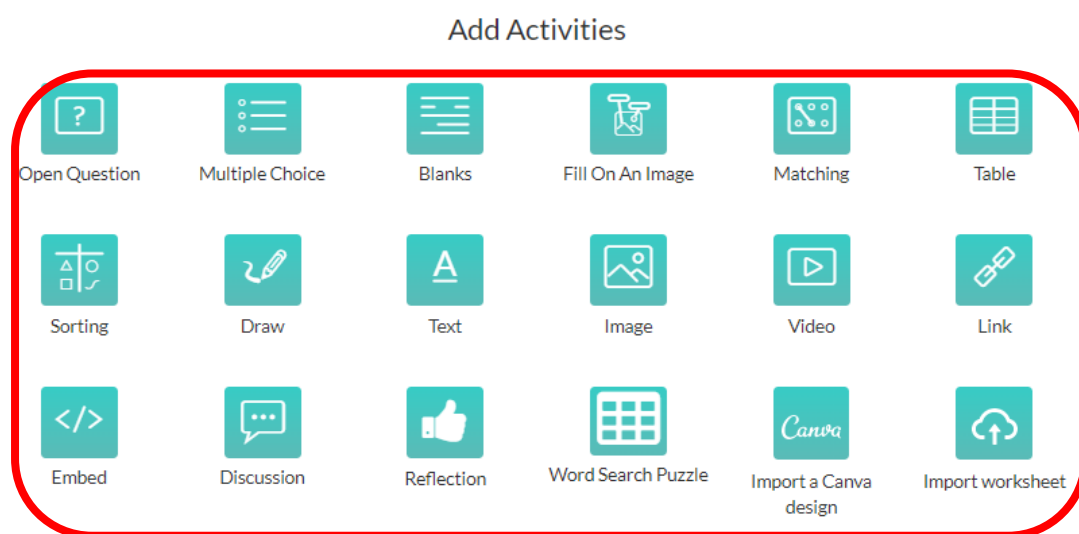 Add Activities
?
Open Question
Multiple Choice
Blanks
Fill On An Image
Matching
Table
A
Sorting
Draw
Text
Image
Video
Link
</>
Canva
Embed
Discussion
Reflection
Word Search Puzzle
Import a Canva
design
Import worksheet